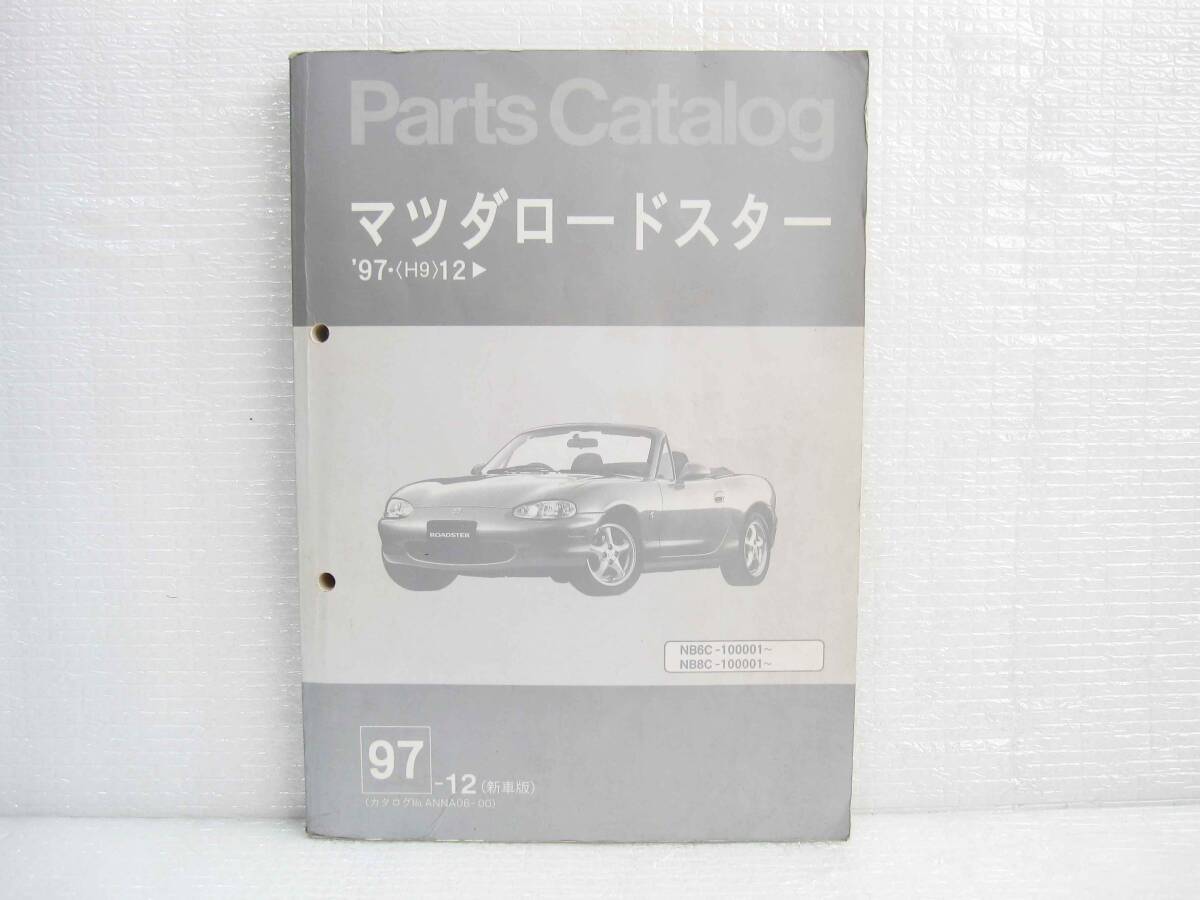 Parts Catalog
マツダロードスター
'97・〈H9〉12▶
ROADSTER
NB6C-100001～
NB8C-100001～
97-12（新車版）
（カタログ№ ANNA06-00）